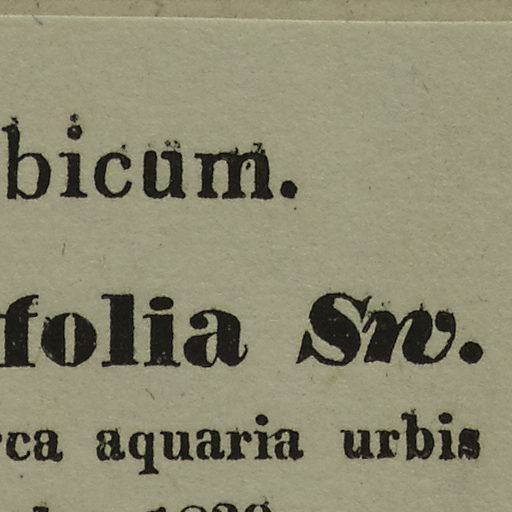 bicum.
folia Sw.
rca aquaria urbis